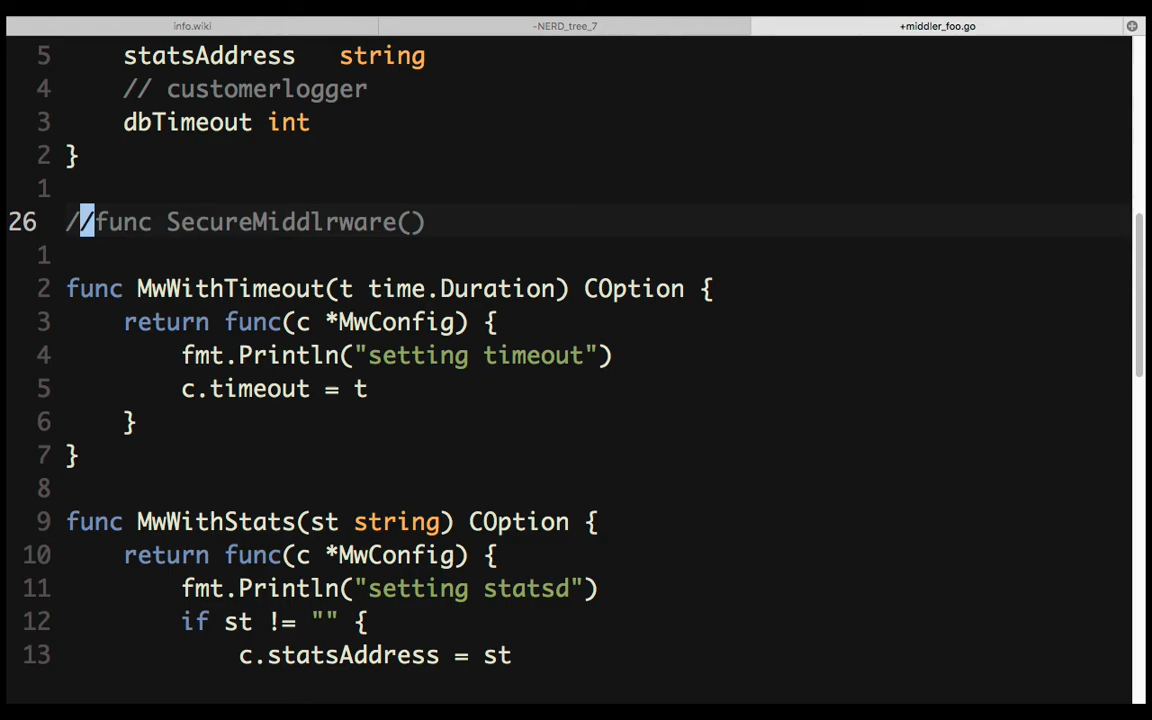 info.wiki
-NERD_tree_7
+middler_foo.go
5 statsAddress string
4 // customerlogger
3 dbTimeout int
2 }
1
26 //func SecureMiddlrware()
1
2 func MwWithTimeout(t time.Duration) COption {
3 return func(c *MwConfig) {
4 fmt.Println("setting timeout")
5 c.timeout = t
6 }
7 }
8
9 func MwWithStats(st string) COption {
10 return func(c *MwConfig) {
11 fmt.Println("setting statsd")
12 if st != "" {
13 c.statsAddress = st